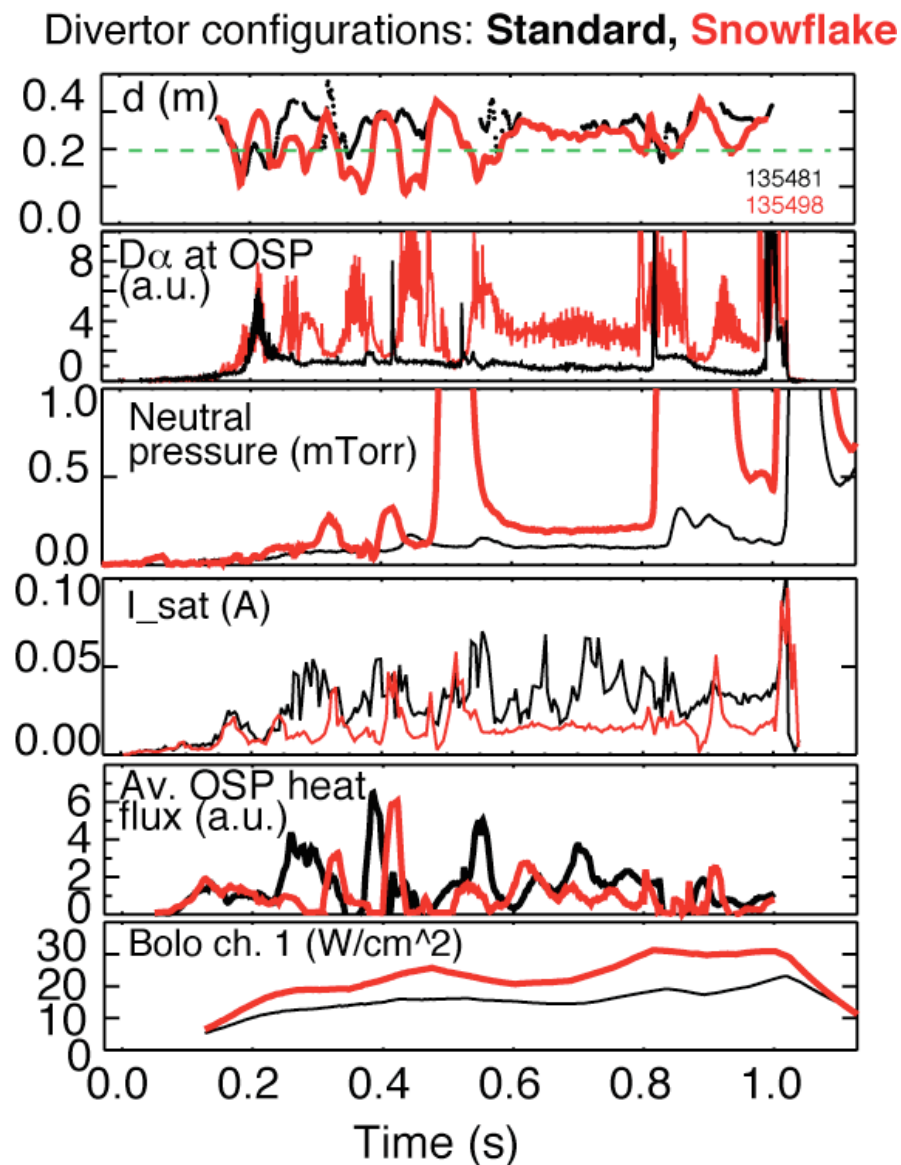 Divertor configurations: Standard, Snowflake
d (m)
0.4
0.2
0.0
135481
135498
Dα at OSP
(a.u.)
8
4
0
Neutral
pressure (mTorr)
1.0
0.5
0.0
I_sat (A)
0.10
0.05
0.00
Av. OSP heat
flux (a.u.)
6
4
2
0
Bolo ch. 1 (W/cm^2)
30
20
10
0
0.0 0.2 0.4 0.6 0.8 1.0
Time (s)